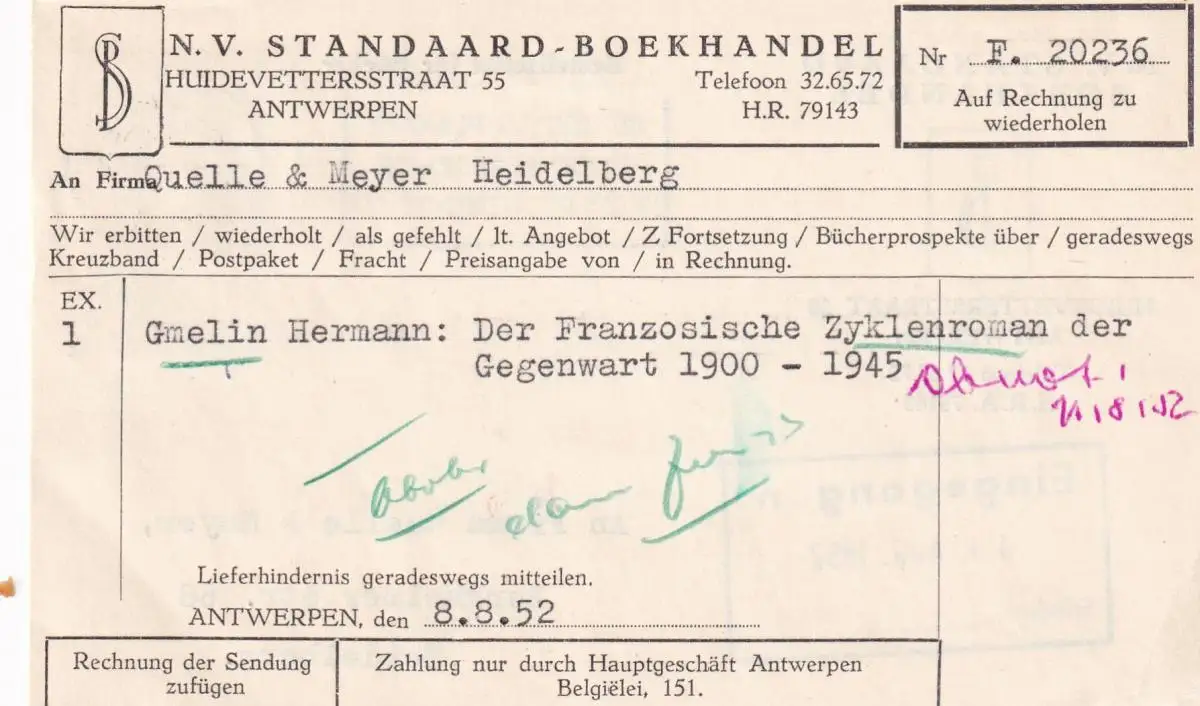 N. V. STANDAARD-BOEKHANDEL
HUIDEVETTERSSTRAAT 55
ANTWERPEN
Telefoon 32.65.72
H.R. 79143
Nr F. 20236
Auf Rechnung zu
wiederholen
An Firma Quelle & Meyer Heidelberg
Wir erbitten / wiederholt / als gefehlt / lt. Angebot / Z Fortsetzung / Bücherprospekte über / geradeswegs
Kreuzband / Postpaket / Fracht / Preisangabe von / in Rechnung.
EX.
1 Gmelin Hermann: Der Franzosische Zyklenroman der
Gegenwart 1900 - 1945
Lieferhindernis geradeswegs mitteilen.
ANTWERPEN, den 8.8.52
Rechnung der Sendung
zufügen
Zahlung nur durch Hauptgeschäft Antwerpen
Belgiëlei, 151.